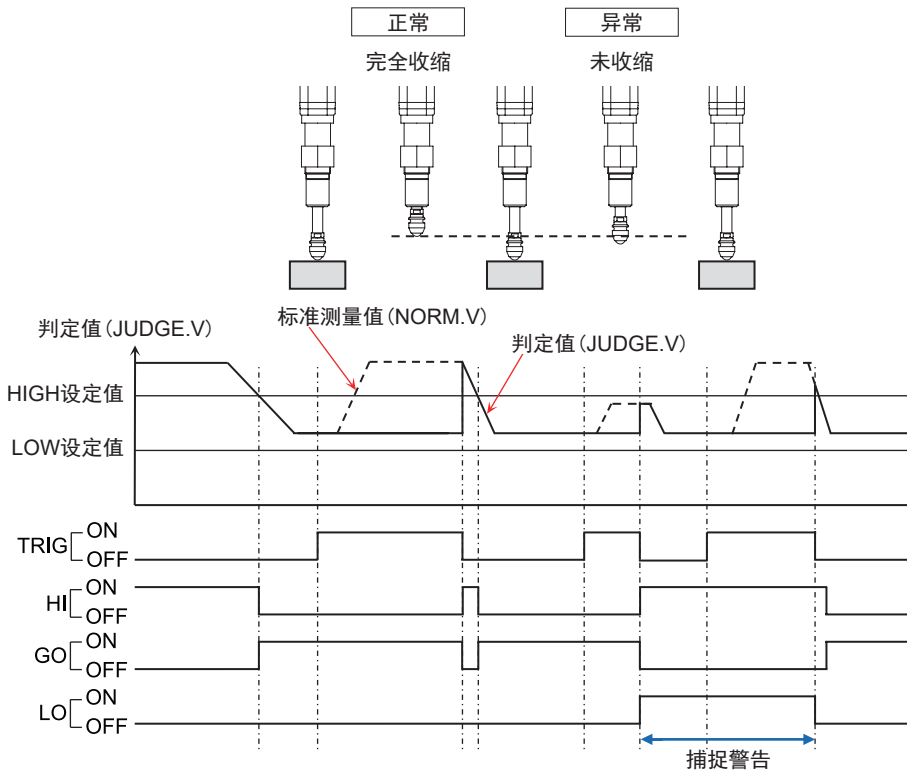 正常
异常
完全收缩
未收缩
标准测量值(NORM.V)
判定值(JUDGE.V)
判定值(JUDGE.V)
HIGH设定值
LOW设定值
TRIG
ON
OFF
HI
ON
OFF
GO
ON
OFF
LO
ON
OFF
捕捉警告